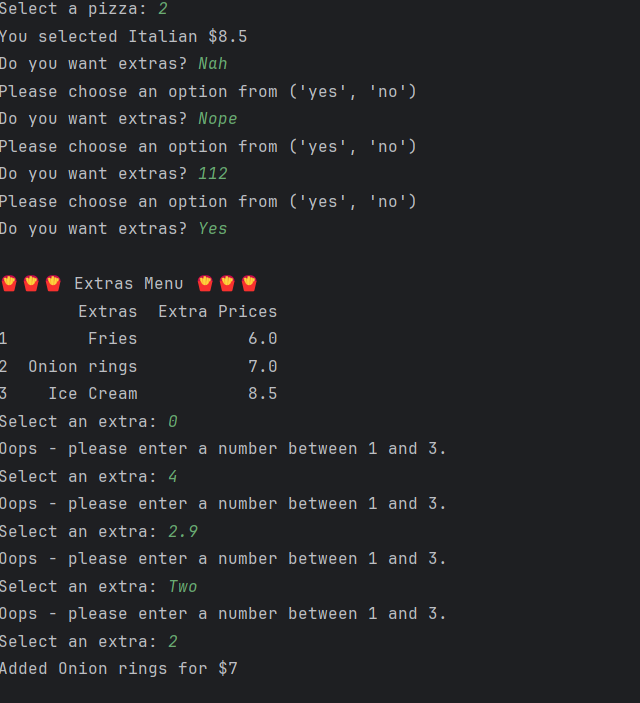 Select a pizza: 2
You selected Italian $8.5
Do you want extras? Nah
Please choose an option from ('yes', 'no')
Do you want extras? Nope
Please choose an option from ('yes', 'no')
Do you want extras? 112
Please choose an option from ('yes', 'no')
Do you want extras? Yes
🍟🍟🍟 Extras Menu 🍟🍟🍟
Extras  Extra Prices
1  Fries  6.0
2  Onion rings  7.0
3  Ice Cream  8.5
Select an extra: 0
Oops - please enter a number between 1 and 3.
Select an extra: 4
Oops - please enter a number between 1 and 3.
Select an extra: 2.9
Oops - please enter a number between 1 and 3.
Select an extra: Two
Oops - please enter a number between 1 and 3.
Select an extra: 2
Added Onion rings for $7